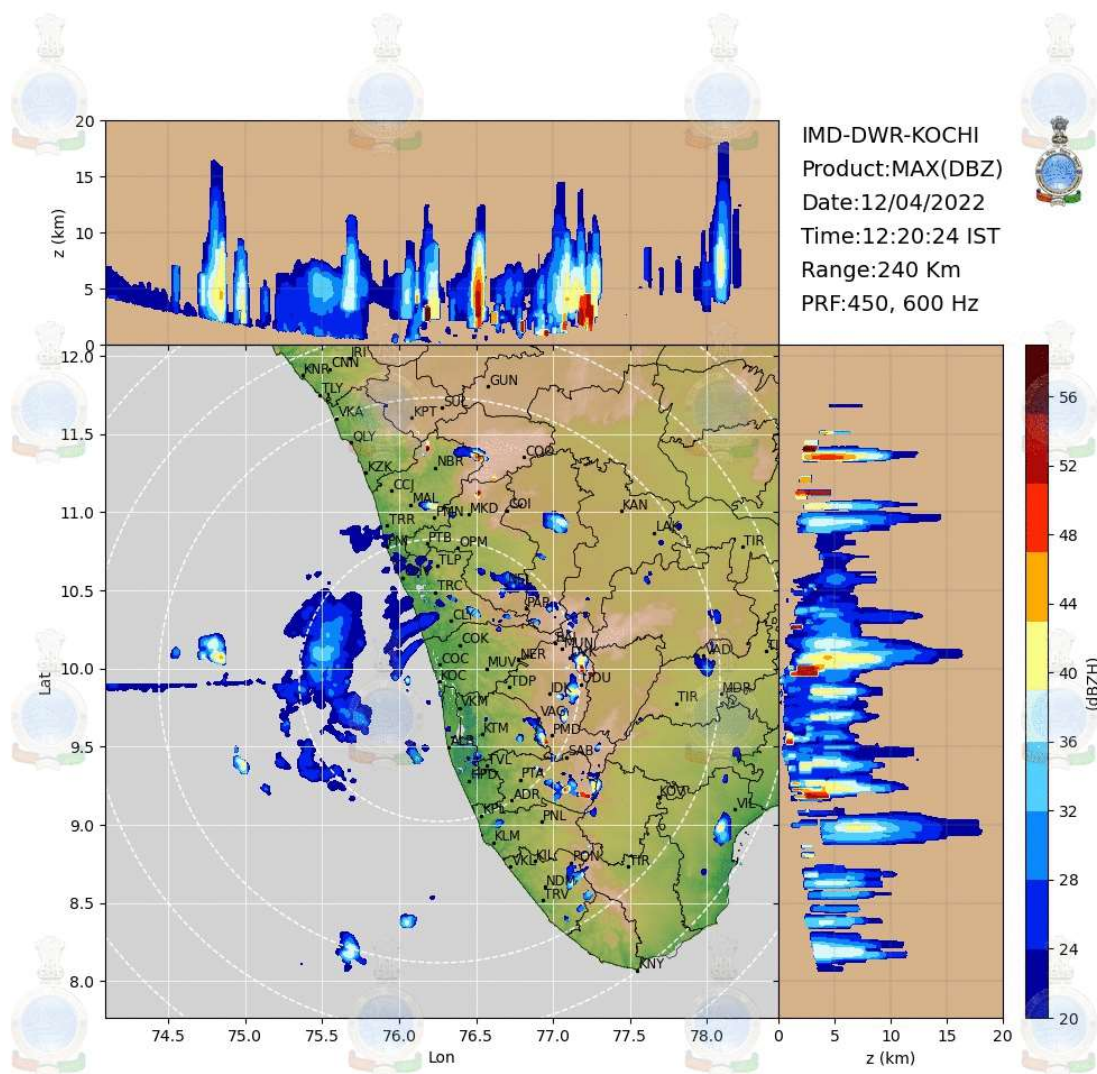 IMD-DWR-KOCHI
Product:MAX(DBZ)
Date:12/04/2022
Time:12:20:24 IST
Range:240 Km
PRF:450, 600 Hz
20
15
10
5
0
z (km)
12.0
11.5
11.0
10.5
10.0
9.5
9.0
8.5
8.0
Lat
JRI
KNR CNN
TLY
VKA
GUN
KPT SUL
QLY
KZK
NBR
COO
CCJ
MAL
PMN MKD COI
KAN
TRR
LAK
PTB OPM
TIR
TLP
TRC
NEL
PAR
CLY
COK
MUN
COC
MUV NER
VAD
KOC
TDP
IDK
UDU
VKM
VAG
TIR
MDR
KTM
PMD
ALP
TVL
SAB
HPD
PTA
ADR
KOV
KPL
PNL
VIL
KLM
VKL KIL PON
TIR
NDM
TRV
KNY
74.5 75.0 75.5 76.0 76.5 77.0 77.5 78.0
Lon
0 5 10 15 20
z (km)
56
52
48
44
40
36
32
28
24
20
(dBZH)